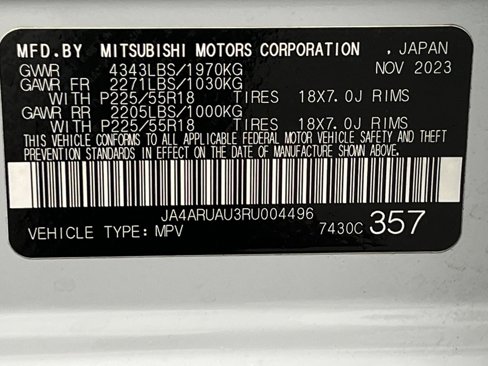 MFD.BY MITSUBISHI MOTORS CORPORATION , JAPAN
GVWR 4343LBS/1970KG NOV 2023
GAWR FR 2271LBS/1030KG
WITH P225/55R18 TIRES 18X7.0J RIMS
GAWR RR 2205LBS/1000KG
WITH P225/55R18 TIRES 18X7.0J RIMS
THIS VEHICLE CONFORMS TO ALL APPLICABLE FEDERAL MOTOR VEHICLE SAFETY AND THEFT
PREVENTION STANDARDS IN EFFECT ON THE DATE OF MANUFACTURE SHOWN ABOVE.
JA4ARUAU3RU004496
VEHICLE TYPE: MPV 7430C 357